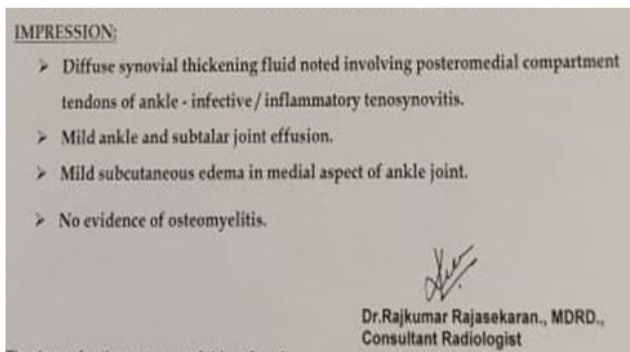 IMPRESSION:
➢ Diffuse synovial thickening fluid noted involving posteromedial compartment
tendons of ankle - infective / inflammatory tenosynovitis.
➢ Mild ankle and subtalar joint effusion.
➢ Mild subcutaneous edema in medial aspect of ankle joint.
➢ No evidence of osteomyelitis.
Dr.Rajkumar Rajasekaran., MDRD.,
Consultant Radiologist